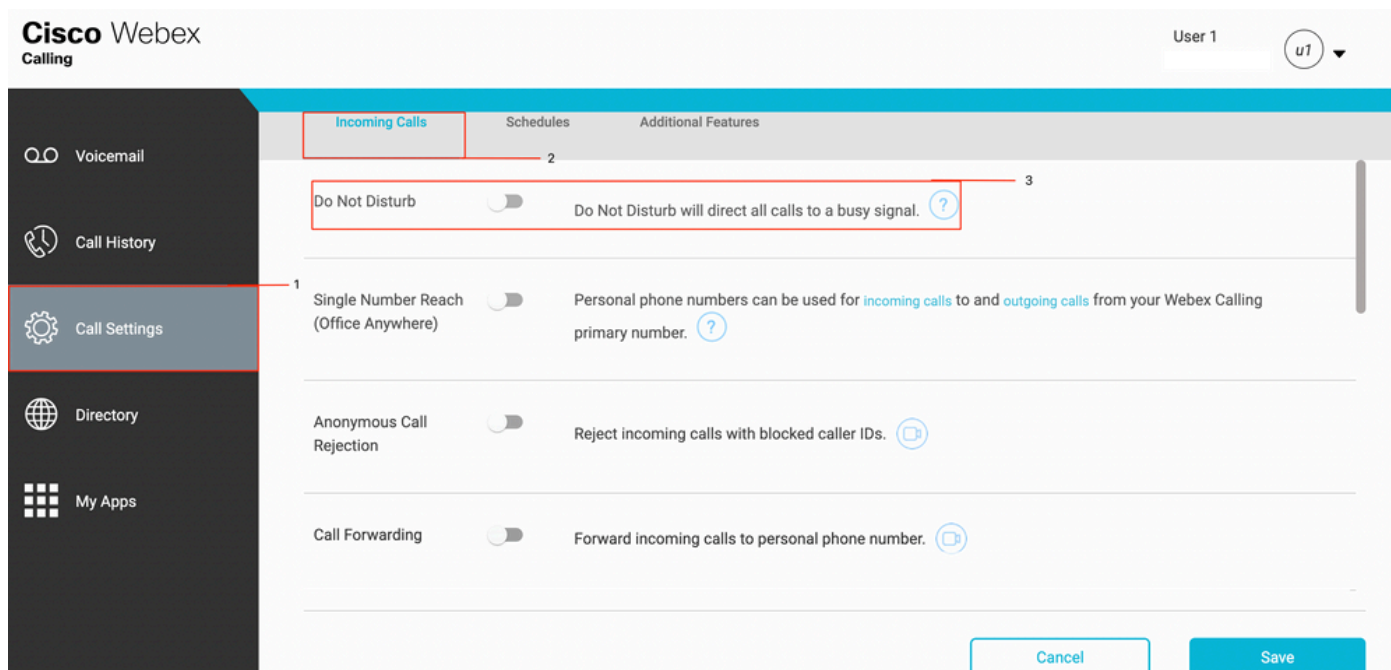 Cisco Webex
Calling
User 1
u1
Voicemail
Call History
Call Settings
Directory
My Apps
1
Incoming Calls
Schedules
Additional Features
2
3
Do Not Disturb
Do Not Disturb will direct all calls to a busy signal. ?
Single Number Reach
(Office Anywhere)
Personal phone numbers can be used for incoming calls to and outgoing calls from your Webex Calling
primary number. ?
Anonymous Call
Rejection
Reject incoming calls with blocked caller IDs.
Call Forwarding
Forward incoming calls to personal phone number.
Cancel
Save